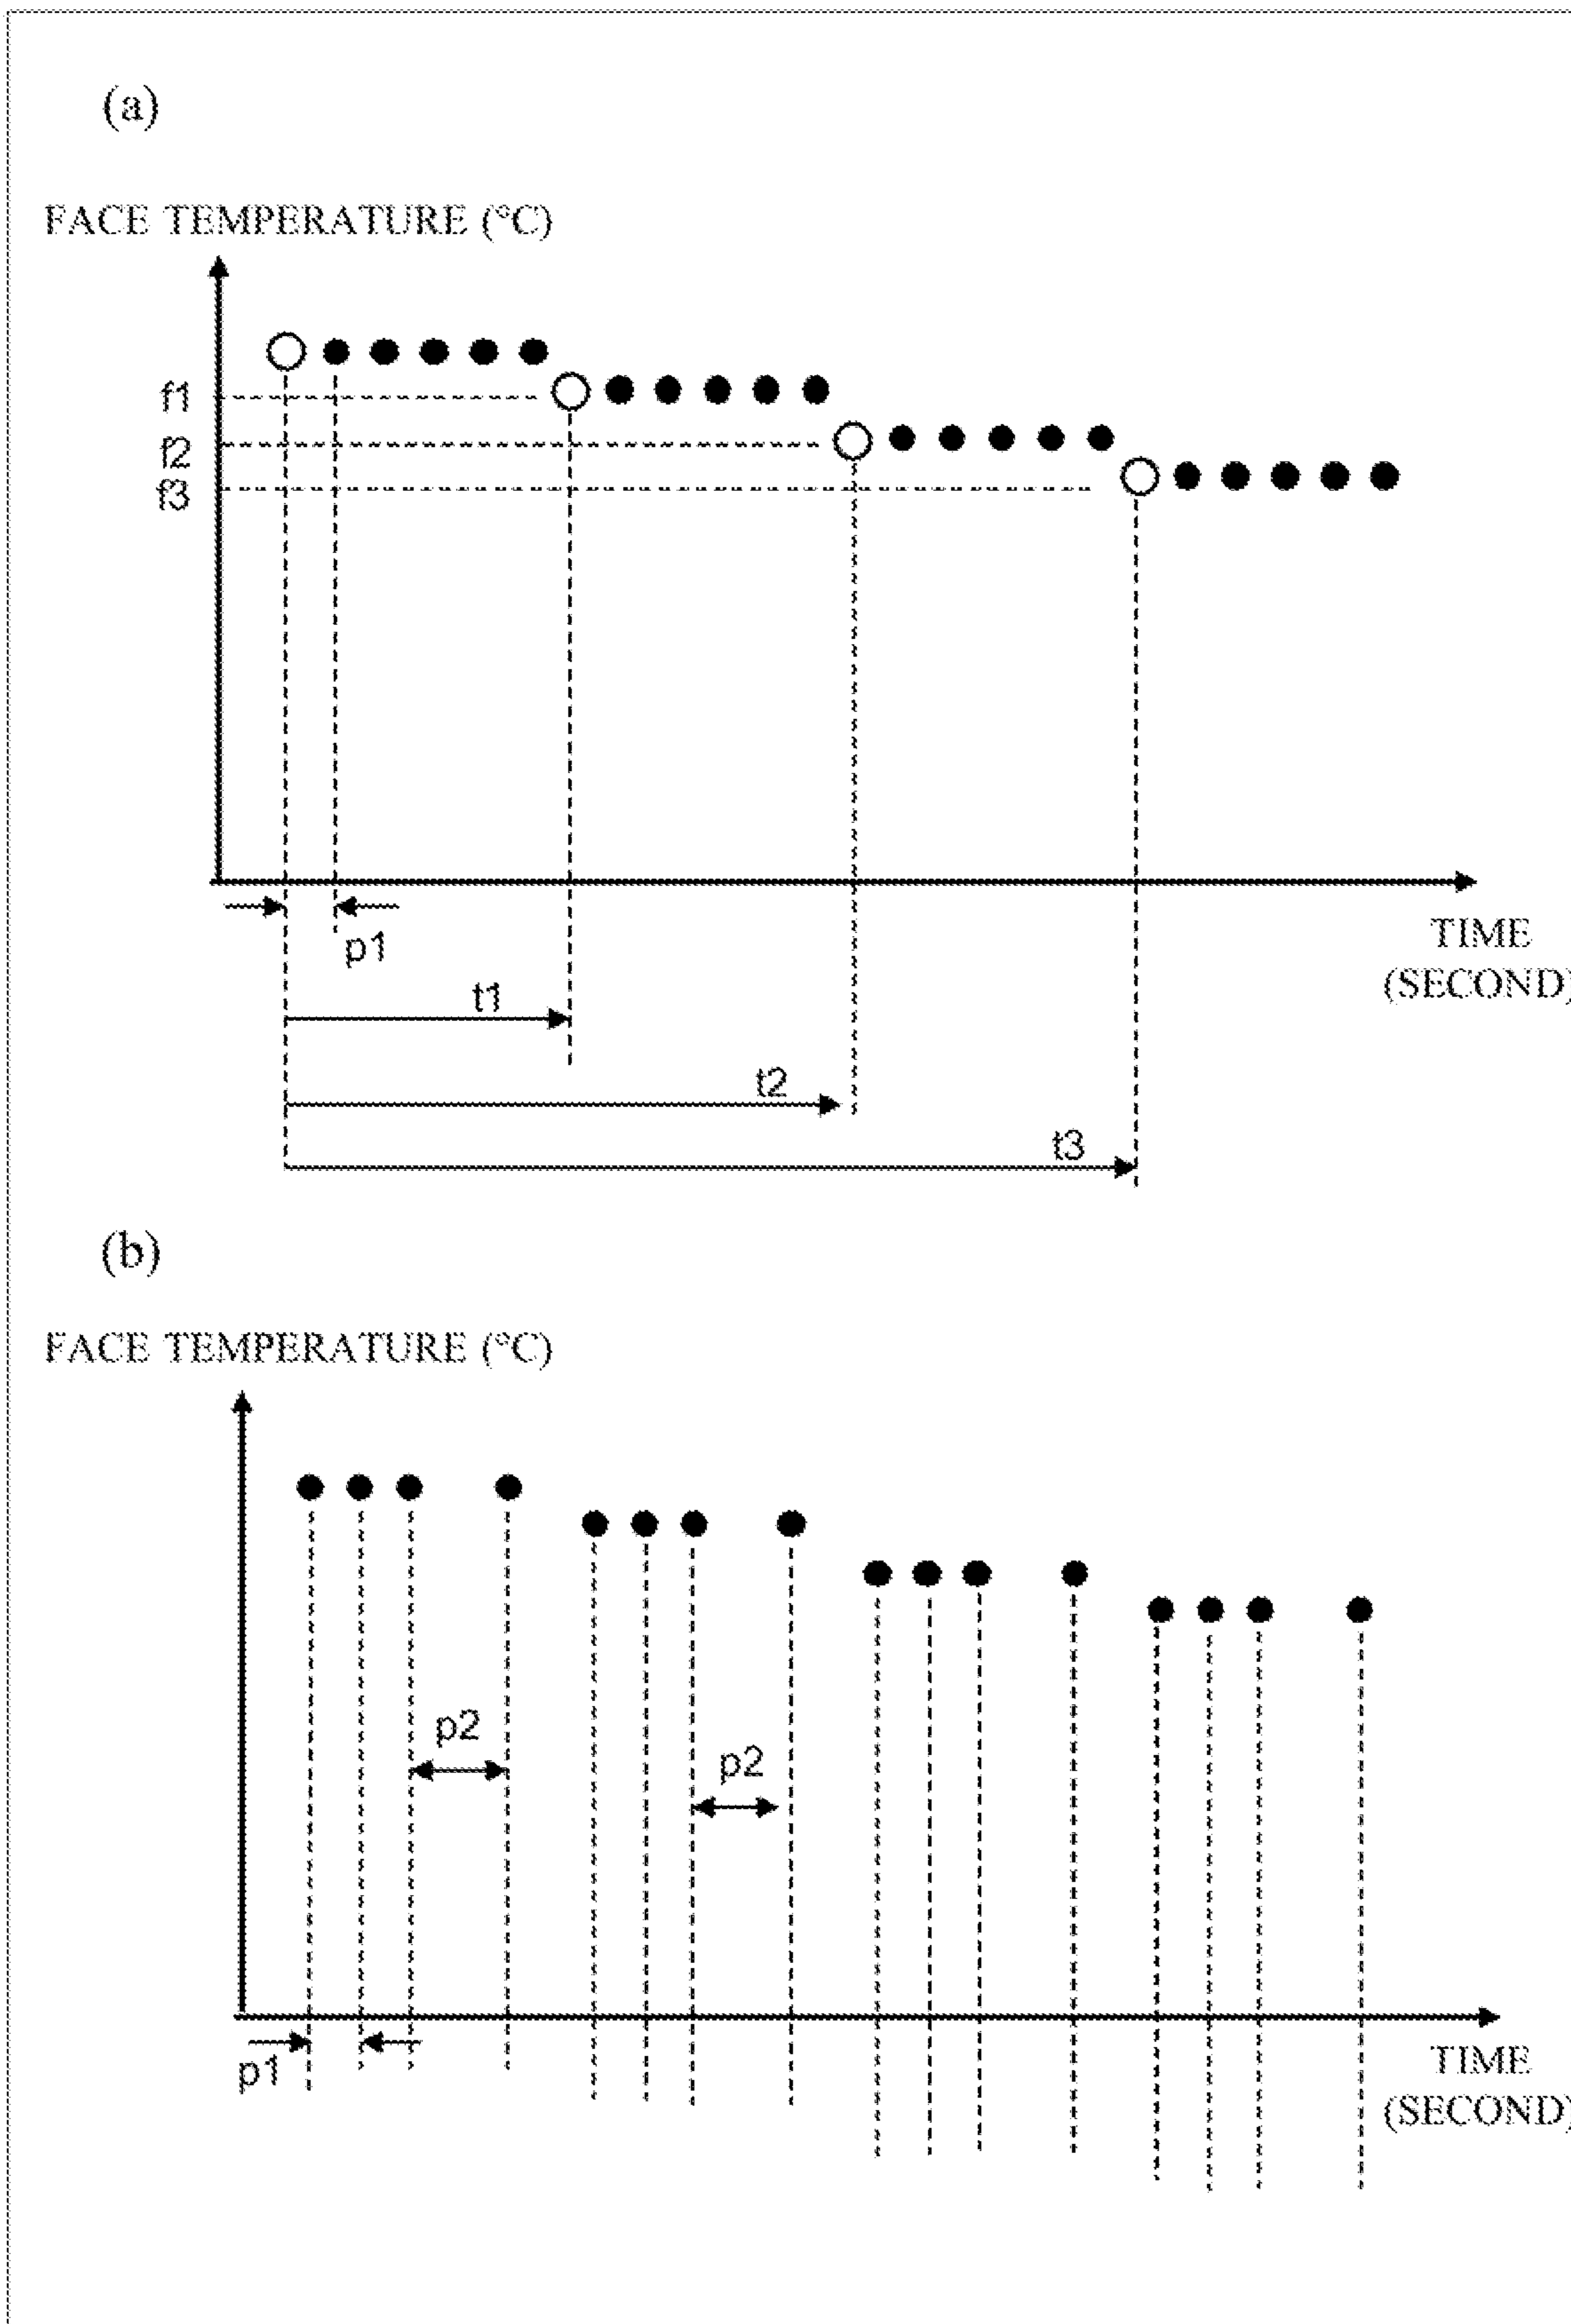 (a)
FACE TEMPERATURE (°C)
f1
f2
f3
p1
TIME
(SECOND)
t1
t2
t3
(b)
FACE TEMPERATURE (°C)
p2
p2
p1
TIME
(SECOND)